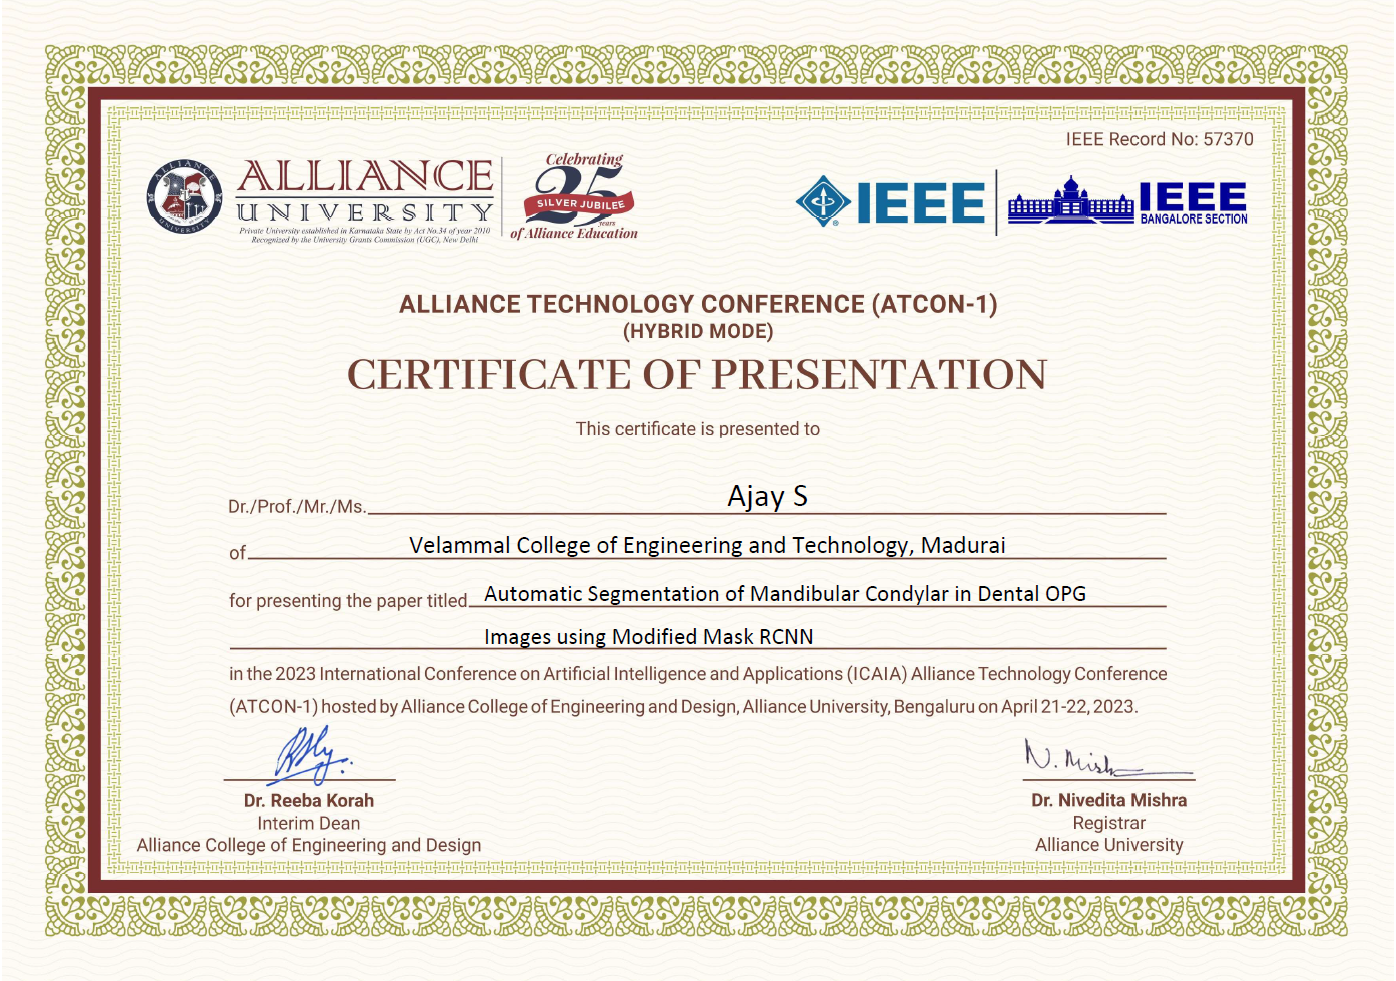 IEEE Record No: 57370
ALLIANCE
UNIVERSITY
Private University established in Karnataka State by Act No.34 of year 2010
Recognized by the University Grants Commission (UGC), New Delhi
ALLIANCE
UNIVERSITY
Celebrating
25
SILVER JUBILEE
years
of Alliance Education
IEEE
®
IEEE
BANGALORE SECTION
ALLIANCE TECHNOLOGY CONFERENCE (ATCON-1)
(HYBRID MODE)
CERTIFICATE OF PRESENTATION
This certificate is presented to
Dr./Prof./Mr./Ms. Ajay S
of Velammal College of Engineering and Technology, Madurai
for presenting the paper titled Automatic Segmentation of Mandibular Condylar in Dental OPG
Images using Modified Mask RCNN
in the 2023 International Conference on Artificial Intelligence and Applications (ICAIA) Alliance Technology Conference
(ATCON-1) hosted by Alliance College of Engineering and Design, Alliance University, Bengaluru on April 21-22, 2023.
N. Mish
Dr. Reeba Korah
Interim Dean
Alliance College of Engineering and Design
Dr. Nivedita Mishra
Registrar
Alliance University